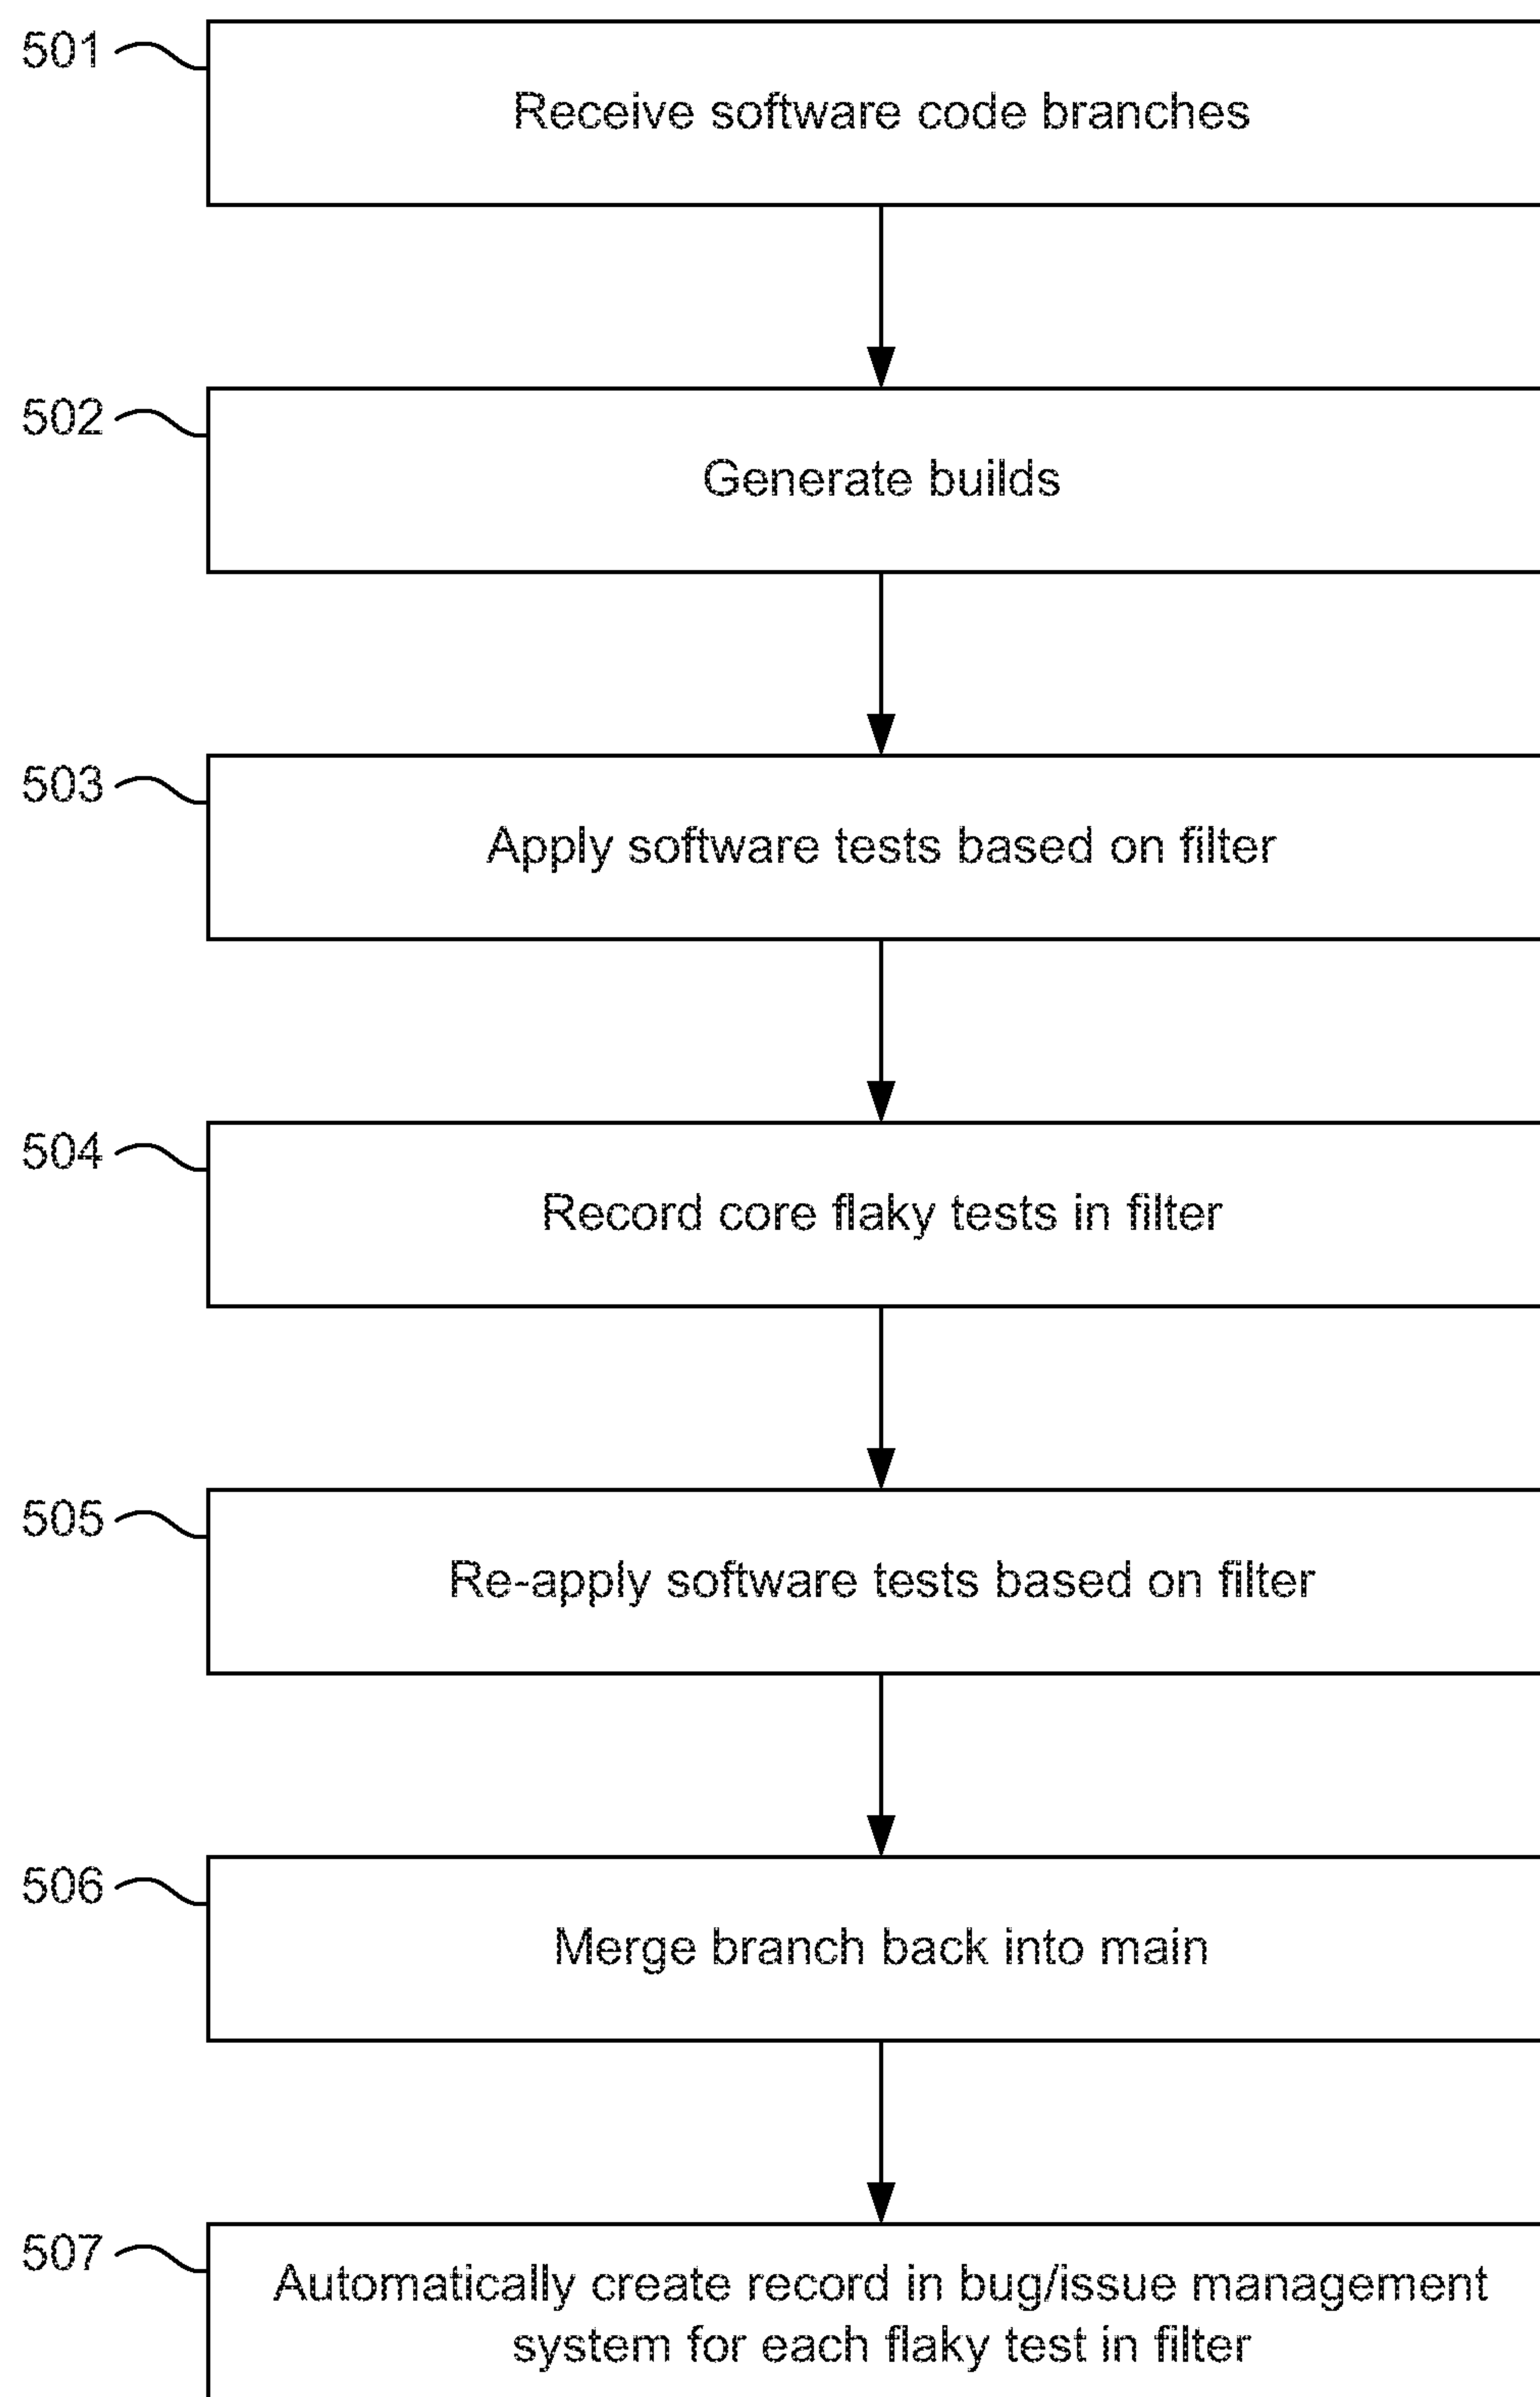 501
Receive software code branches
502
Generate builds
503
Apply software tests based on filter
504
Record core flaky tests in filter
505
Re-apply software tests based on filter
506
Merge branch back into main
507
Automatically create record in bug/issue management
system for each flaky test in filter